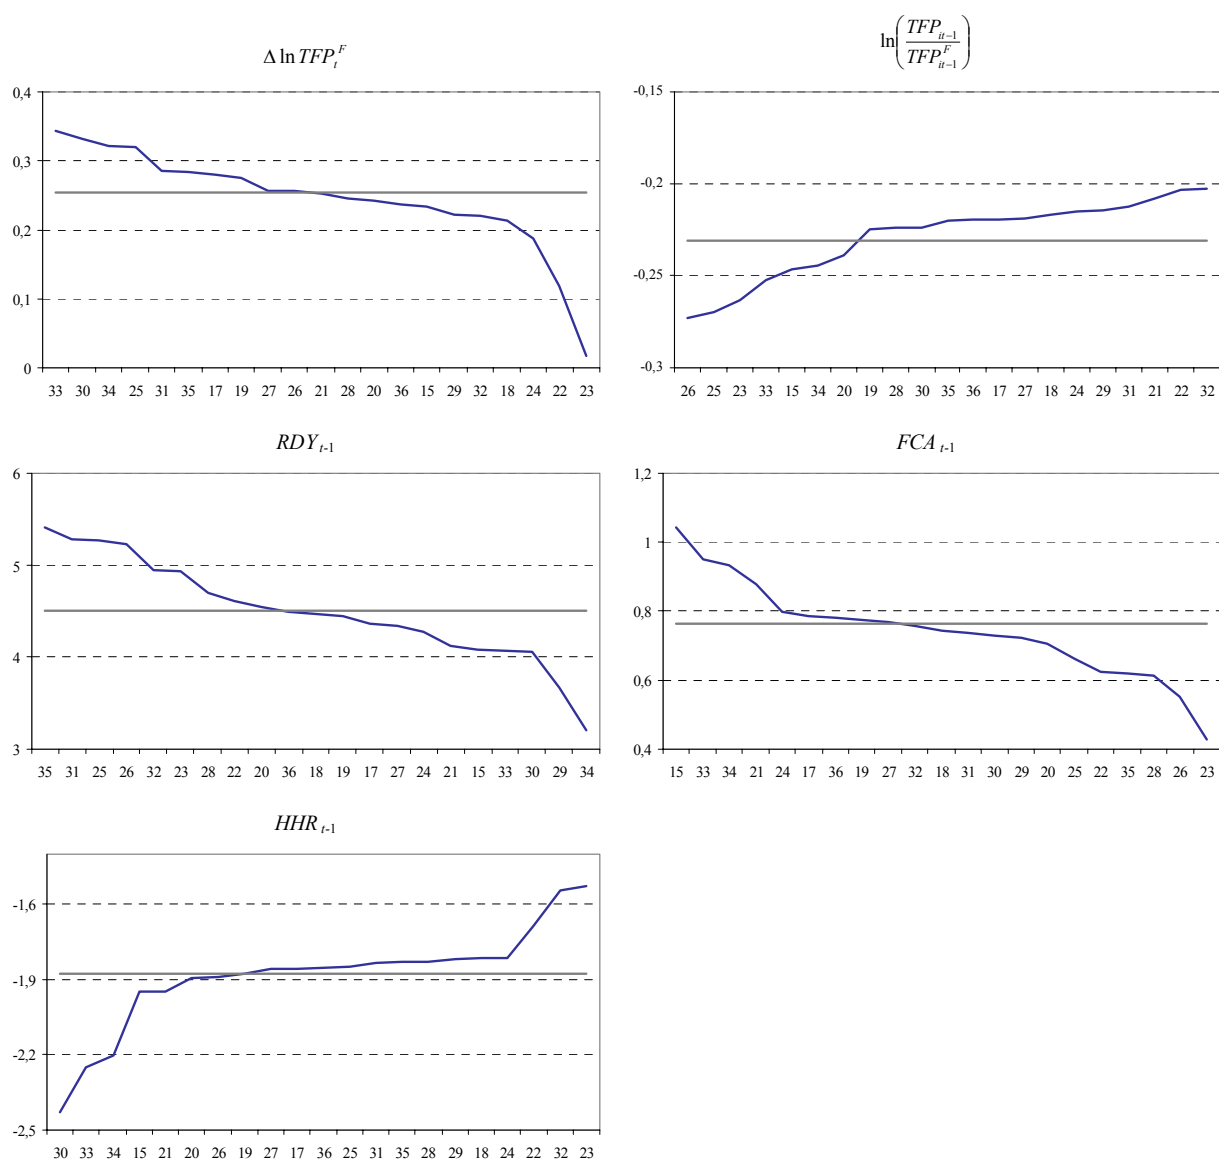 Δ ln TFP_t^F
0,4
0,3
0,2
0,1
0
33 30 34 25 31 35 17 19 27 26 21 28 20 36 15 29 32 18 24 22 23
ln(TFP_{it-1} / TFP_{it-1}^F)
-0,15
-0,2
-0,25
-0,3
26 25 23 33 15 34 20 19 28 30 35 36 17 27 18 24 29 31 21 22 32
RDY_{t-1}
6
5
4
3
35 31 25 26 32 23 28 22 20 36 18 19 17 27 24 21 15 33 30 29 34
FCA_{t-1}
1,2
1
0,8
0,6
0,4
15 33 34 21 24 17 36 19 27 32 18 31 30 29 20 25 22 35 28 26 23
HHR_{t-1}
-1,6
-1,9
-2,2
-2,5
30 33 34 15 21 20 26 19 27 17 36 25 31 35 28 29 18 24 22 32 23